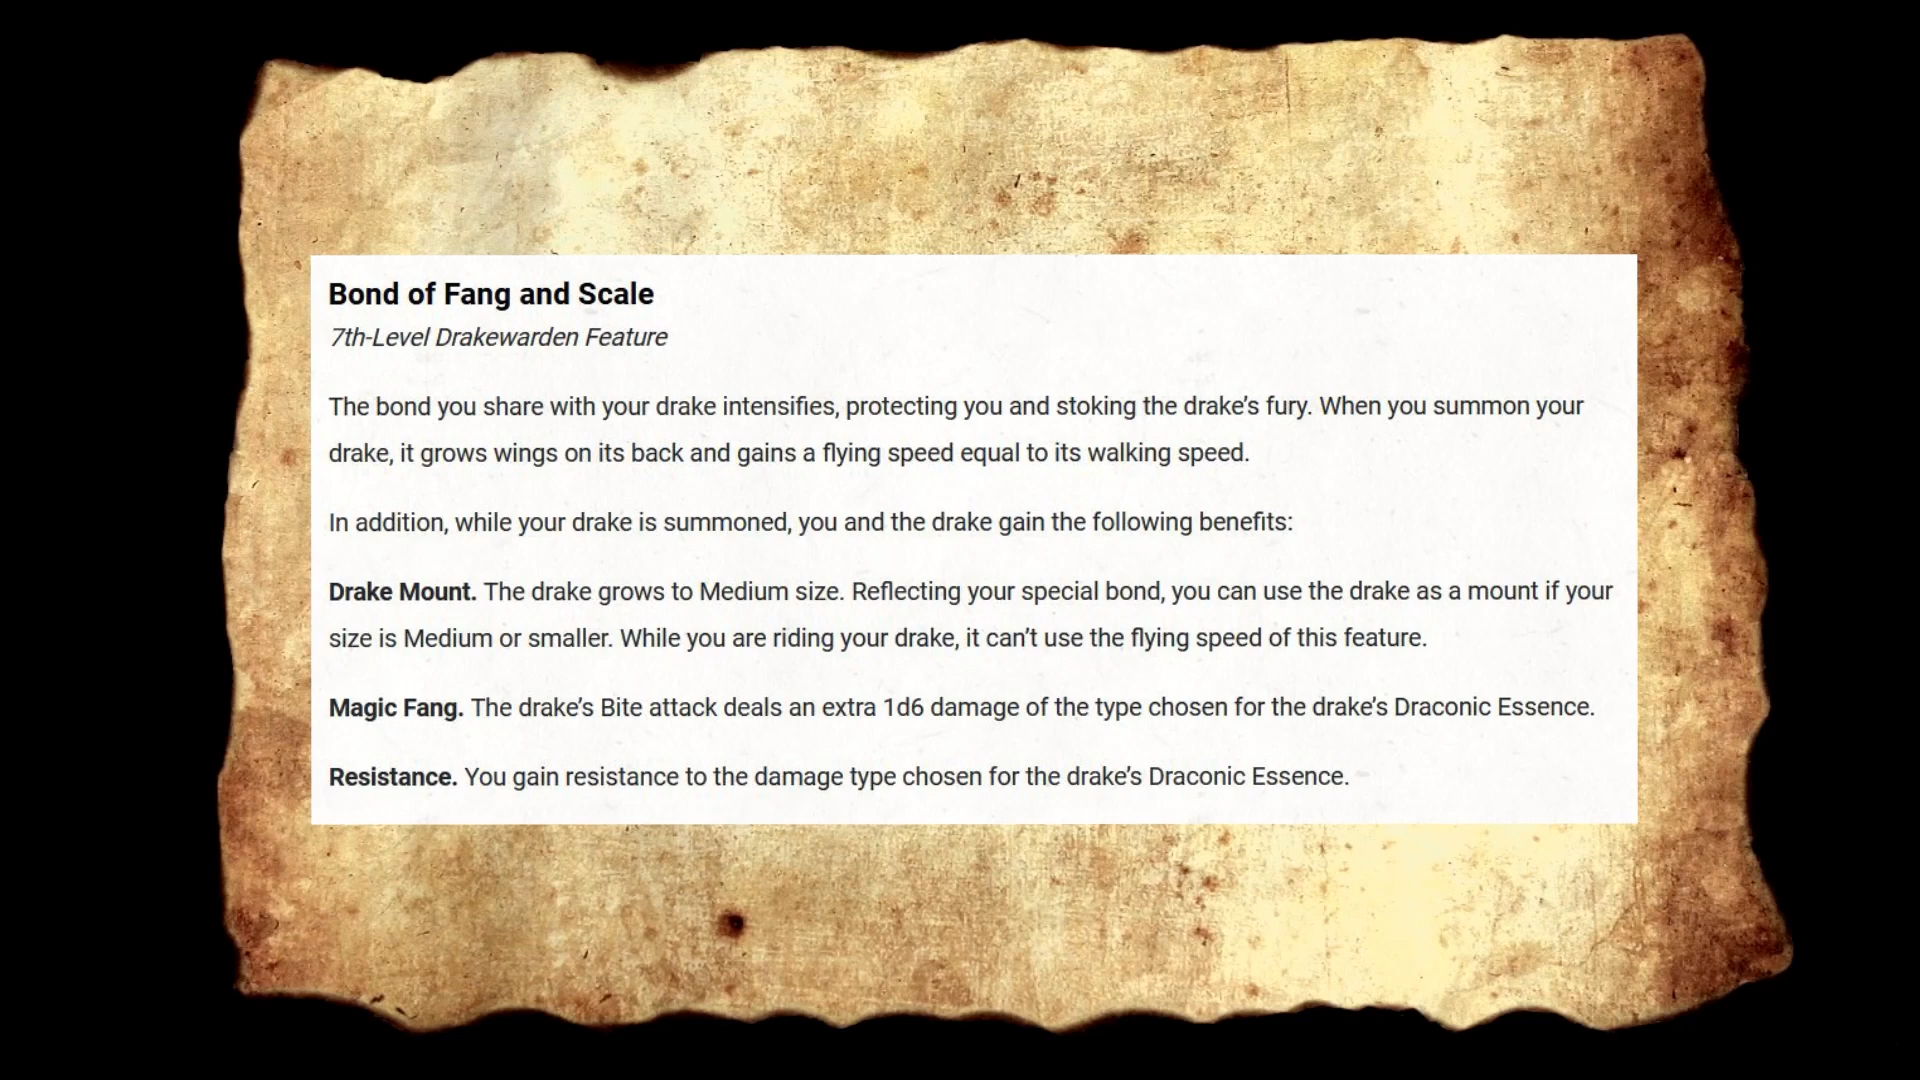 Bond of Fang and Scale
7th-Level Drakewarden Feature
The bond you share with your drake intensifies, protecting you and stoking the drake’s fury. When you summon your
drake, it grows wings on its back and gains a flying speed equal to its walking speed.
In addition, while your drake is summoned, you and the drake gain the following benefits:
Drake Mount. The drake grows to Medium size. Reflecting your special bond, you can use the drake as a mount if your
size is Medium or smaller. While you are riding your drake, it can’t use the flying speed of this feature.
Magic Fang. The drake’s Bite attack deals an extra 1d6 damage of the type chosen for the drake’s Draconic Essence.
Resistance. You gain resistance to the damage type chosen for the drake’s Draconic Essence.